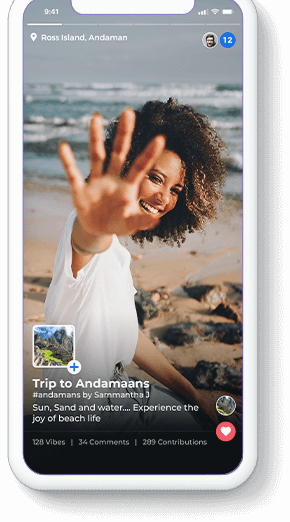 9:41
Ross Island, Andaman
12
Trip to Andamaans
#andamans by Sammantha J
Sun, Sand and water... Experience the
joy of beach life
128 Vibes | 34 Comments | 289 Contributions